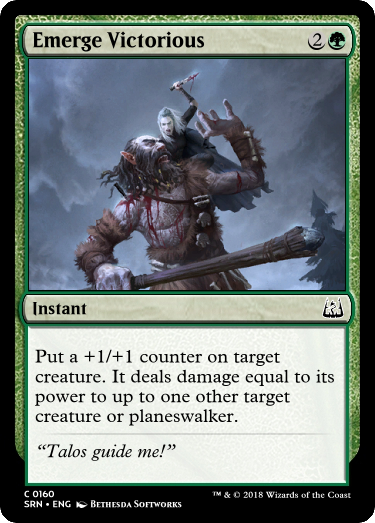 Emerge Victorious 2
Instant
Put a +1/+1 counter on target
creature. It deals damage equal to its
power to up to one other target
creature or planeswalker.
“Talos guide me!”
C 0160
SRN • ENG BETHESDA SOFTWORKS
™ & © 2018 Wizards of the Coast